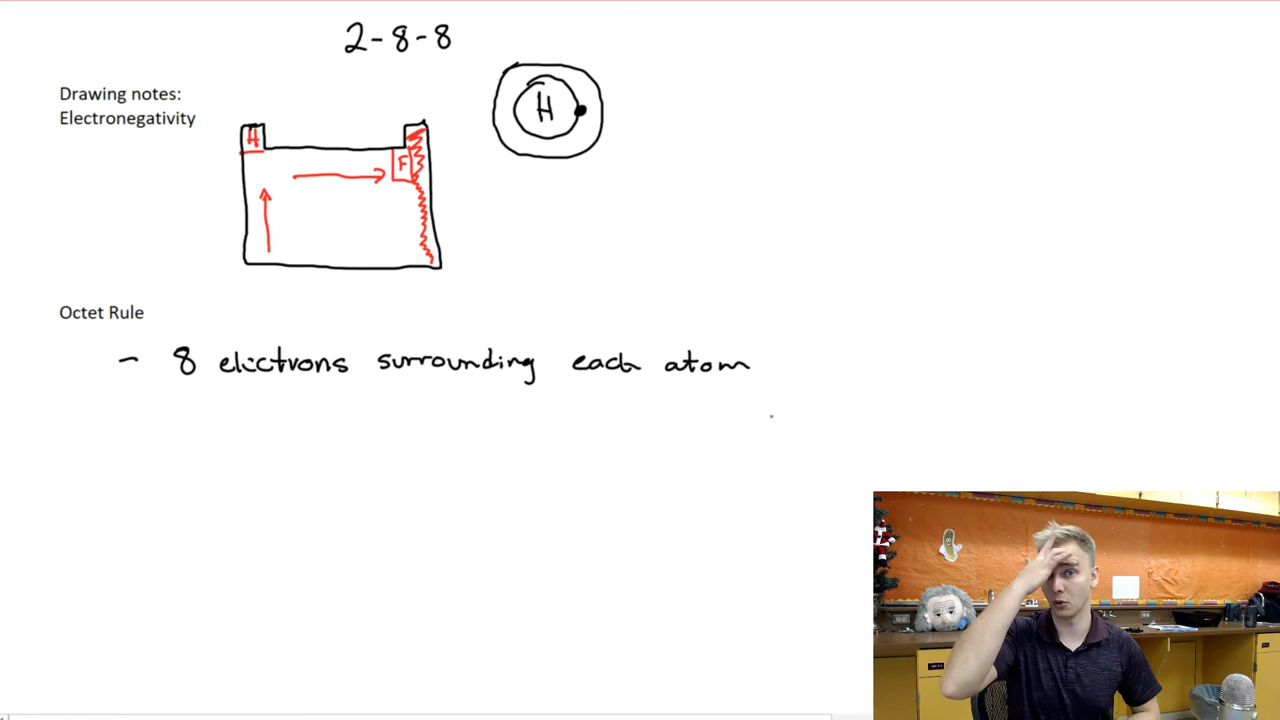 2-8-8
Drawing notes:
Electronegativity
H
H
F
Octet Rule
- 8 electrons surrounding each atom